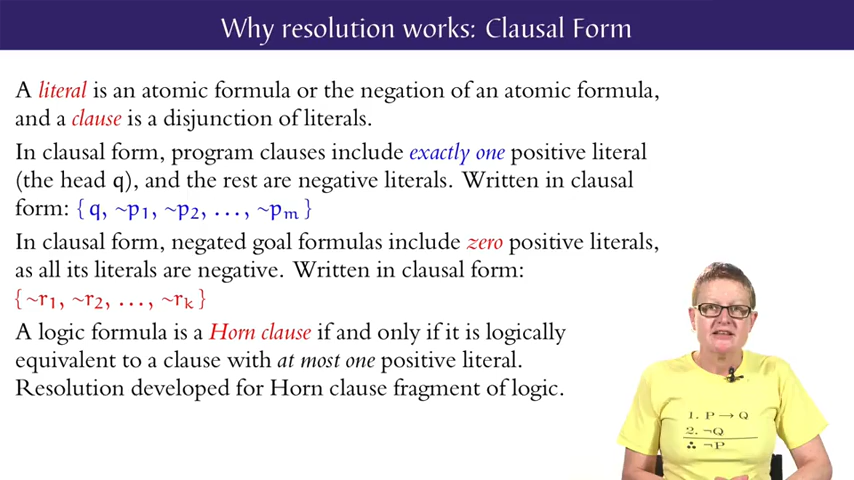 Why resolution works: Clausal Form
A literal is an atomic formula or the negation of an atomic formula,
and a clause is a disjunction of literals.
In clausal form, program clauses include exactly one positive literal
(the head q), and the rest are negative literals. Written in clausal
form: { q, ~p₁, ~p₂, ..., ~pₘ }
In clausal form, negated goal formulas include zero positive literals,
as all its literals are negative. Written in clausal form:
{ ~r₁, ~r₂, ..., ~rₖ }
A logic formula is a Horn clause if and only if it is logically
equivalent to a clause with at most one positive literal.
Resolution developed for Horn clause fragment of logic.
1. P → Q
2. ¬Q
∴ ¬P